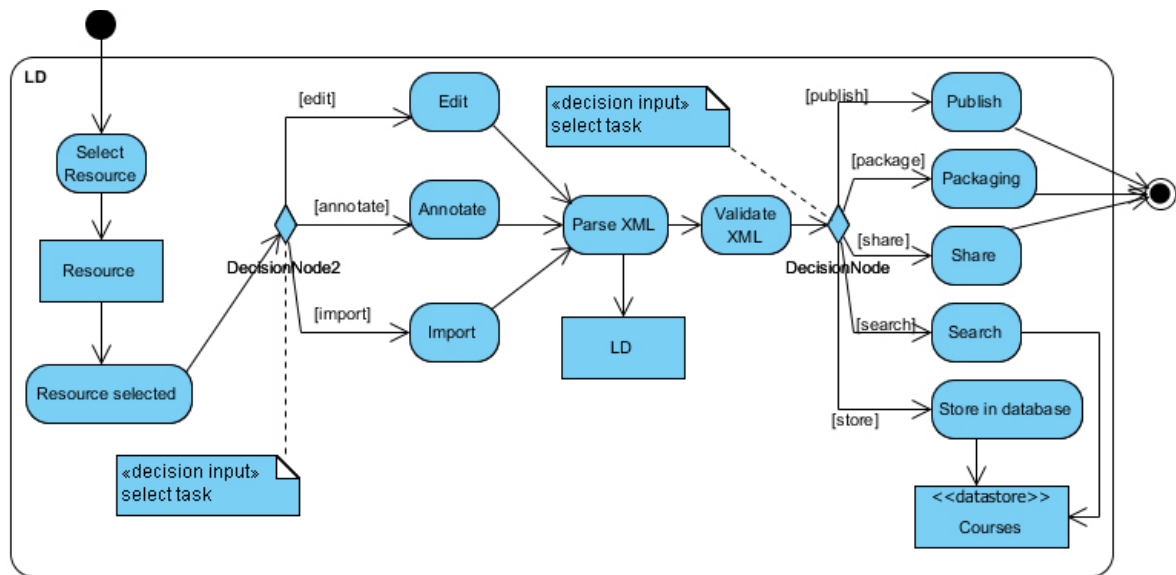 LD
Select
Resource
Resource
Resource selected
[edit]
[annotate]
[import]
DecisionNode2
«decision input»
select task
Edit
Annotate
Import
Parse XML
LD
Validate
XML
«decision input»
select task
DecisionNode
[publish]
[package]
[share]
[search]
[store]
Publish
Packaging
Share
Search
Store in database
<<datastore>>
Courses